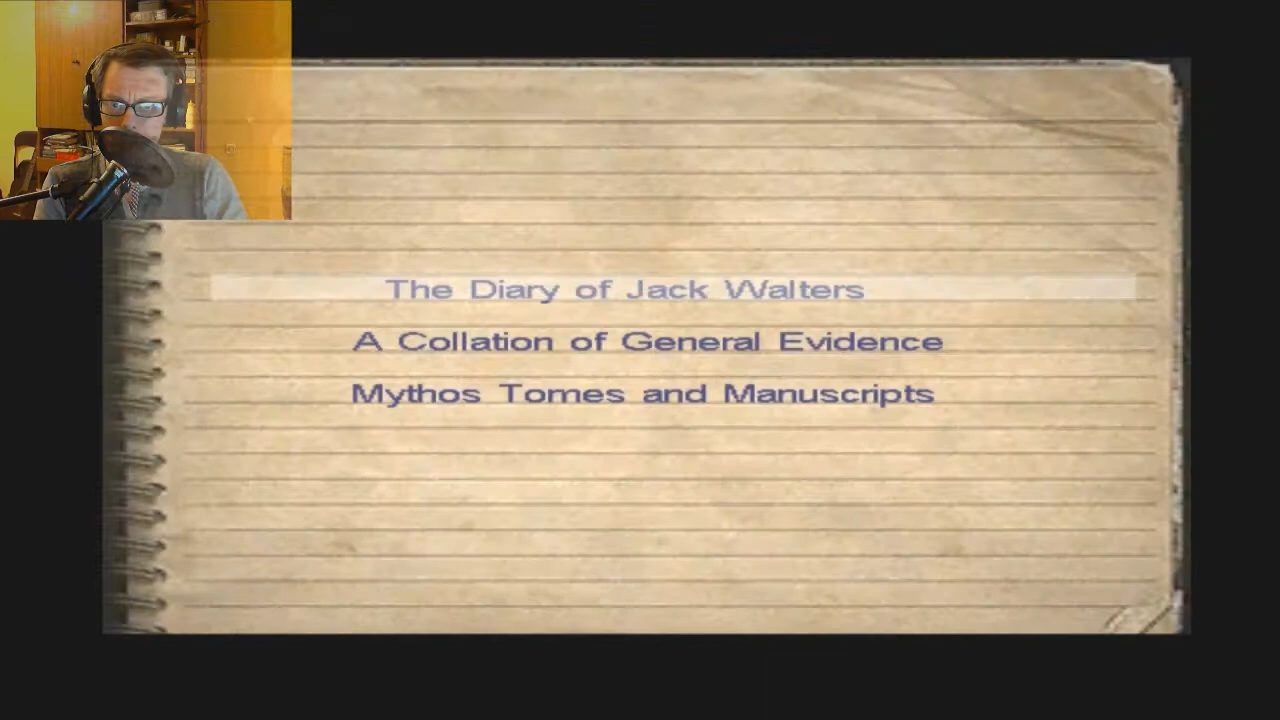 The Diary of Jack Walters
A Collation of General Evidence
Mythos Tomes and Manuscripts